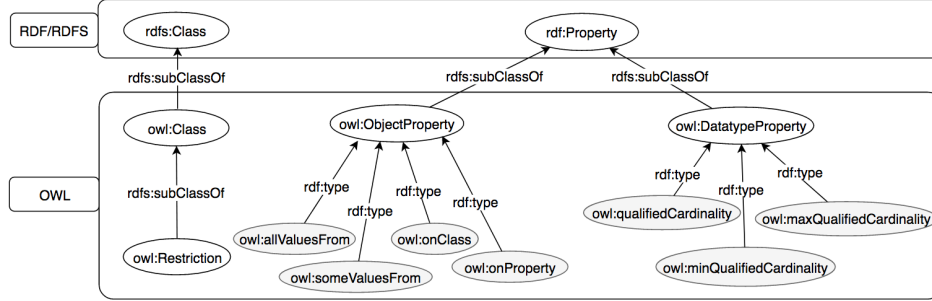 RDF/RDFS
rdfs:Class
rdf:Property
rdfs:subClassOf
rdfs:subClassOf
rdfs:subClassOf
owl:Class
owl:ObjectProperty
owl:DatatypeProperty
OWL
rdfs:subClassOf
rdf:type
rdf:type
rdf:type
rdf:type
rdf:type
rdf:type
rdf:type
owl:qualifiedCardinality
owl:maxQualifiedCardinality
owl:allValuesFrom
owl:onClass
owl:Restriction
owl:someValuesFrom
owl:onProperty
owl:minQualifiedCardinality